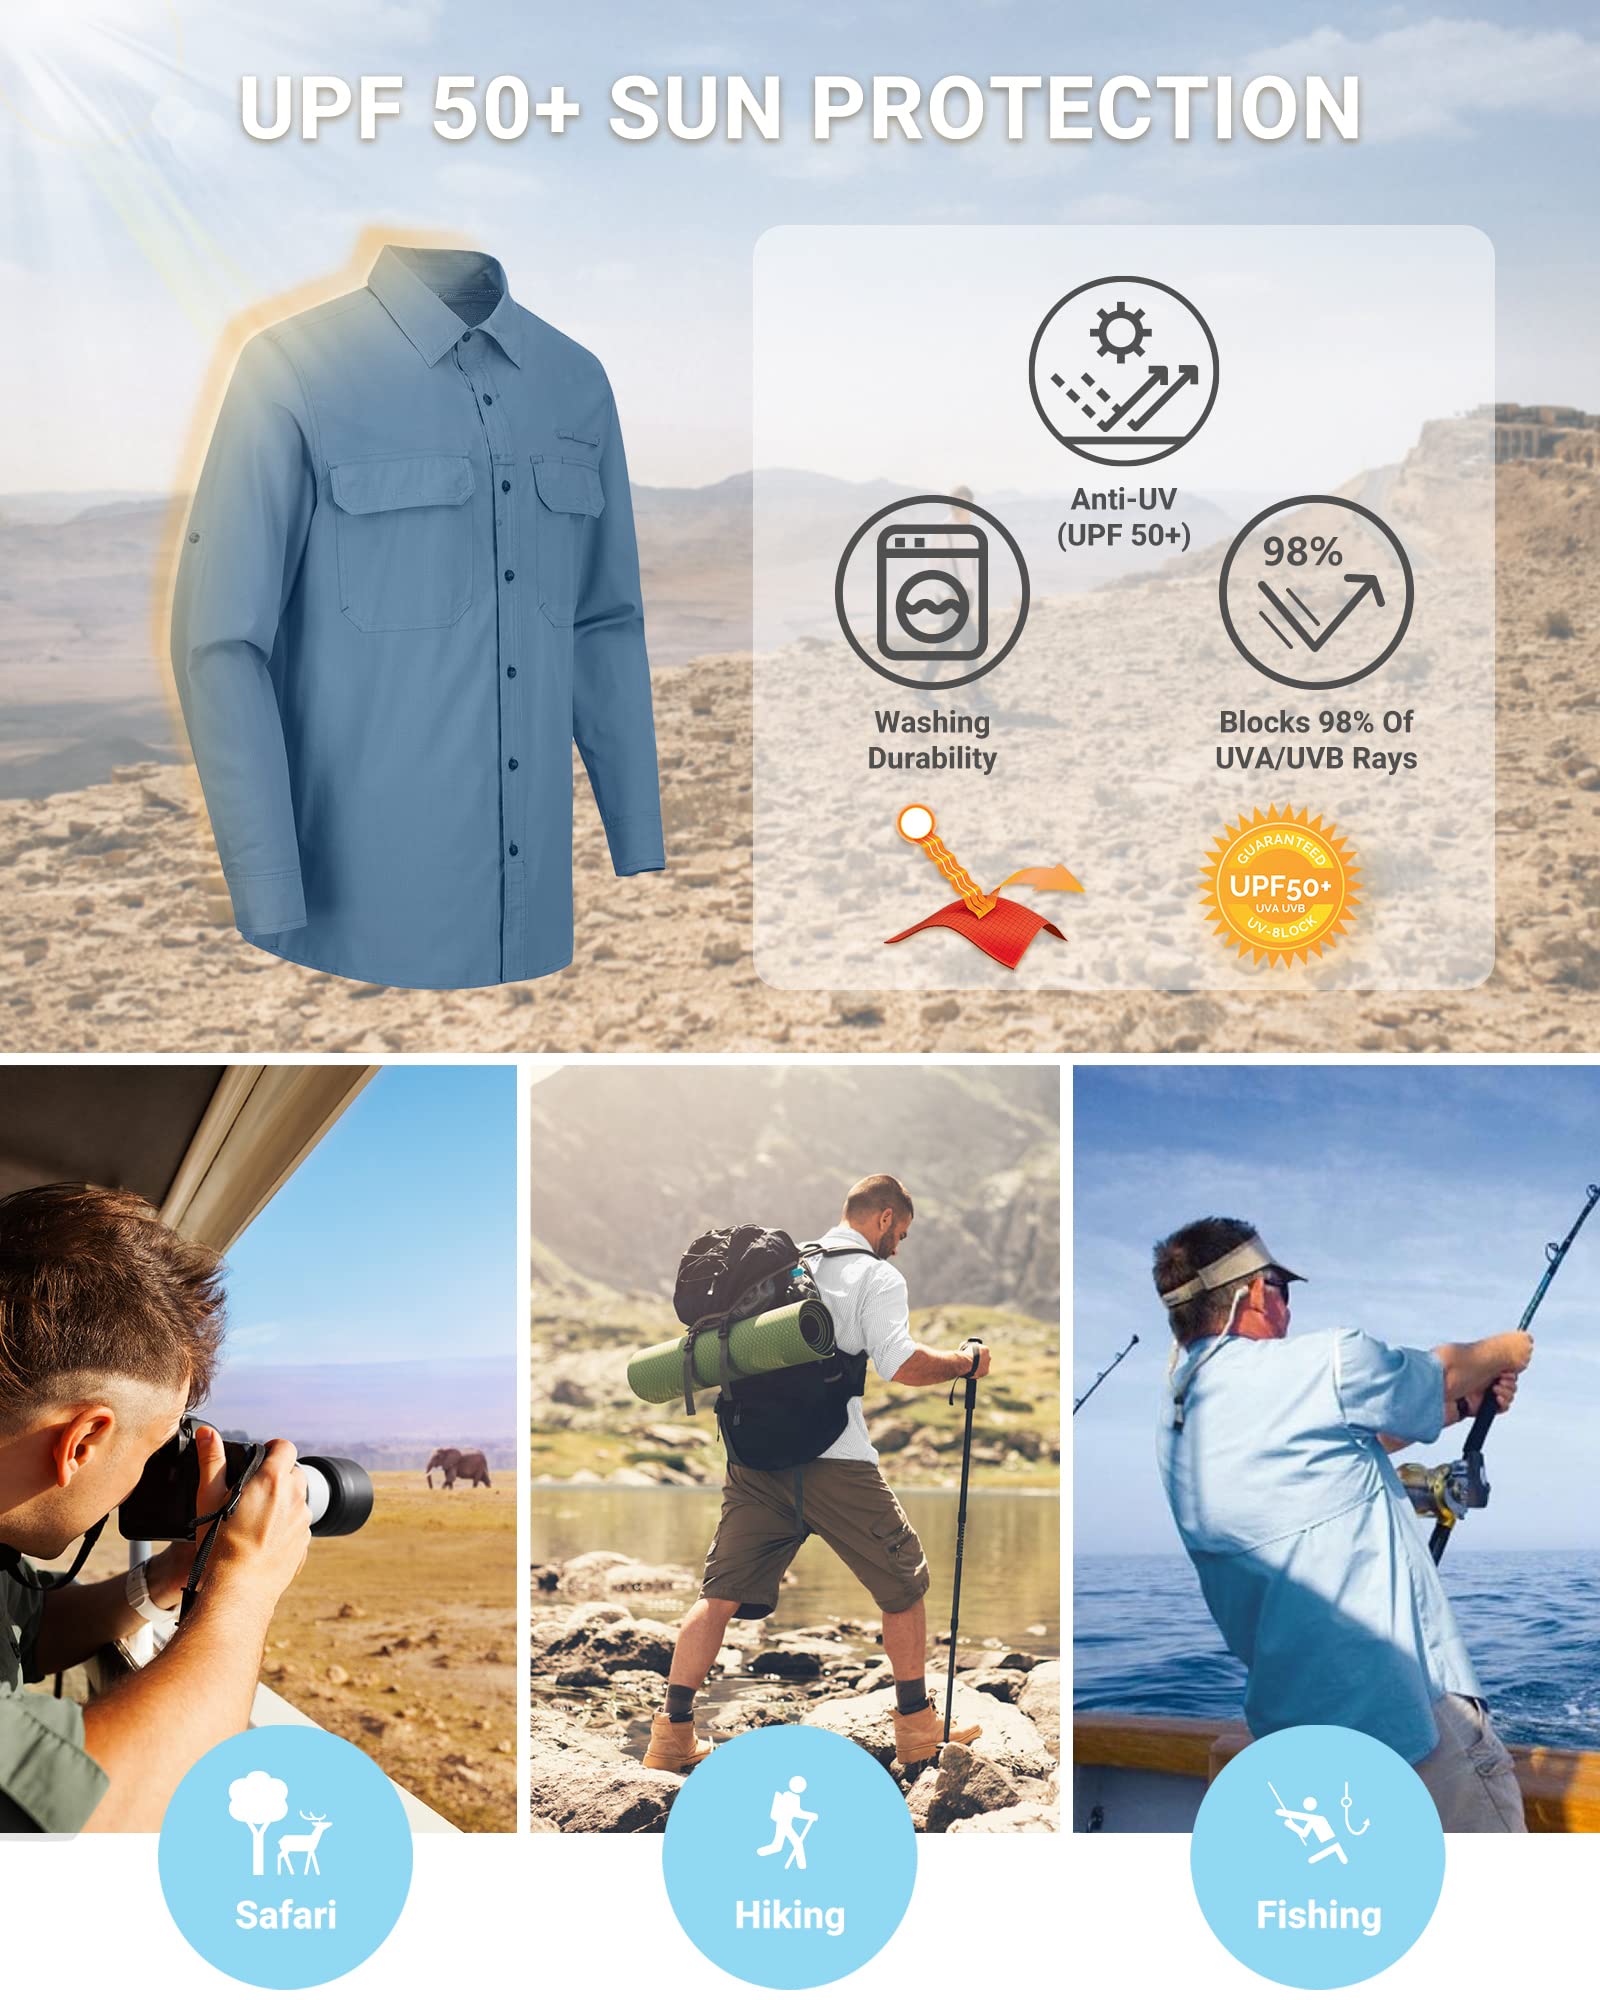 UPF 50+ SUN PROTECTION
Anti-UV
(UPF 50+)
Washing
Durability
98%
Blocks 98% Of
UVA/UVB Rays
GUARANTEED
UPF50+
UVA UVB
UV-BLOCK
Safari
Hiking
Fishing